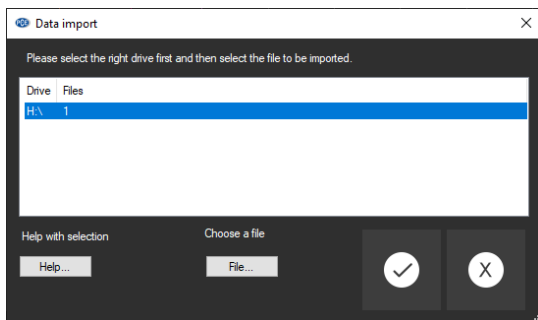 Data import
Please select the right drive first and then select the file to be imported.
Drive Files
H:\ 1
Help with selection Choose a file
Help... File...
X